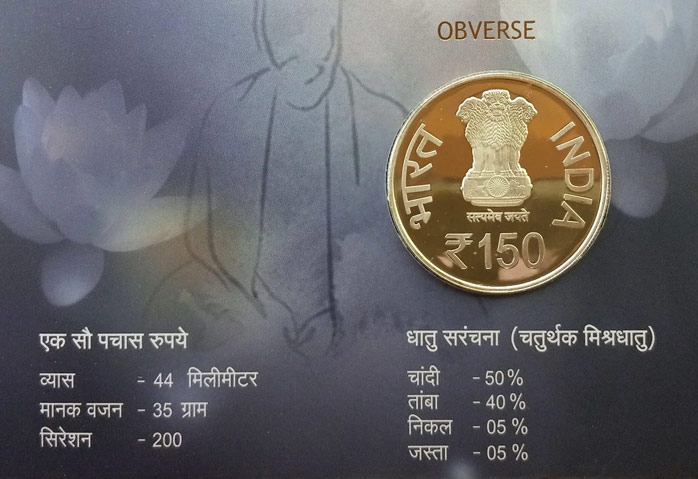 OBVERSE
भारत
INDIA
सत्यमेव जयते
₹150
एक सौ पचास रुपये
व्यास - 44 मिलीमीटर
मानक वजन - 35 ग्राम
सिरेशन - 200
धातु सरंचना (चतुर्थक मिश्रधातु)
चांदी - 50%
तांबा - 40%
निकल - 05%
जस्ता - 05%